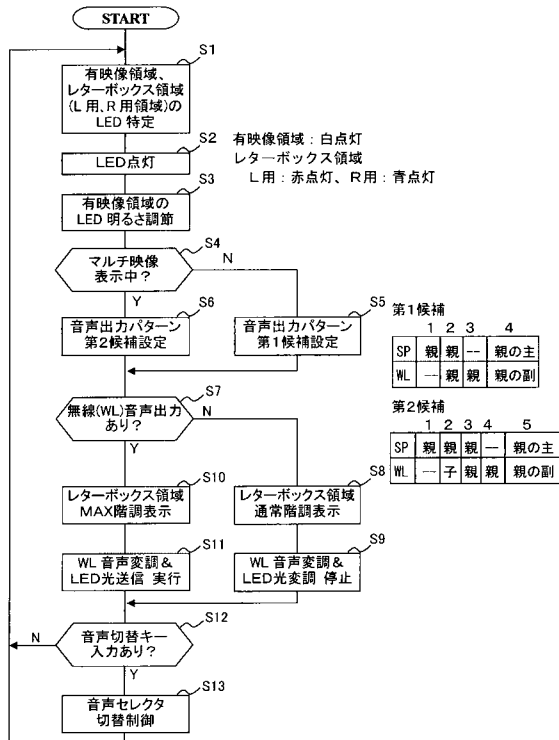 START
S1
有映像領域、
レターボックス領域
(L用、R用領域)の
LED 特定
S2
LED点灯
有映像領域：白点灯
レターボックス領域
L用：赤点灯、R用：青点灯
S3
有映像領域の
LED 明るさ調節
S4
マルチ映像
表示中？
N
Y
S6
音声出力パターン
第2候補設定
S5
音声出力パターン
第1候補設定
第1候補
1 2 3 4
SP 親 親 -- 親の主
WL -- 親 親 親の副
S7
無線(WL)音声出力
あり？
N
Y
第2候補
1 2 3 4 5
SP 親 親 親 -- 親の主
WL -- 子 親 親 親の副
S10
レターボックス領域
MAX階調表示
S8
レターボックス領域
通常階調表示
S11
WL 音声変調＆
LED光送信 実行
S9
WL 音声変調＆
LED光変調 停止
S12
音声切替キー
入力あり？
N
Y
S13
音声セレクタ
切替制御